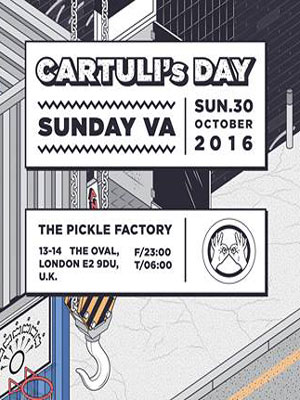 CARTULI's DAY
SUNDAY VA
SUN.30
OCTOBER
2016
THE PICKLE FACTORY
13-14 THE OVAL,
LONDON E2 9DU,
U.K.
F/23:00
T/06:00